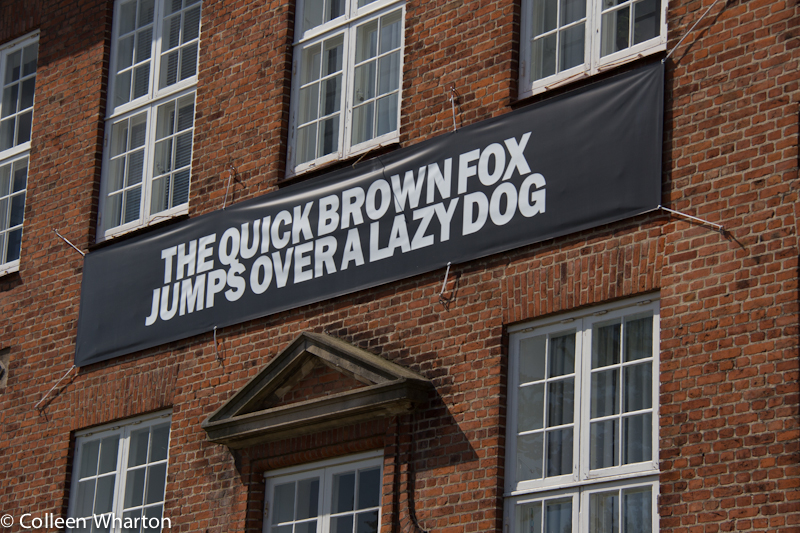 THE QUICK BROWN FOX
JUMPS OVER A LAZY DOG
© Colleen Wharton